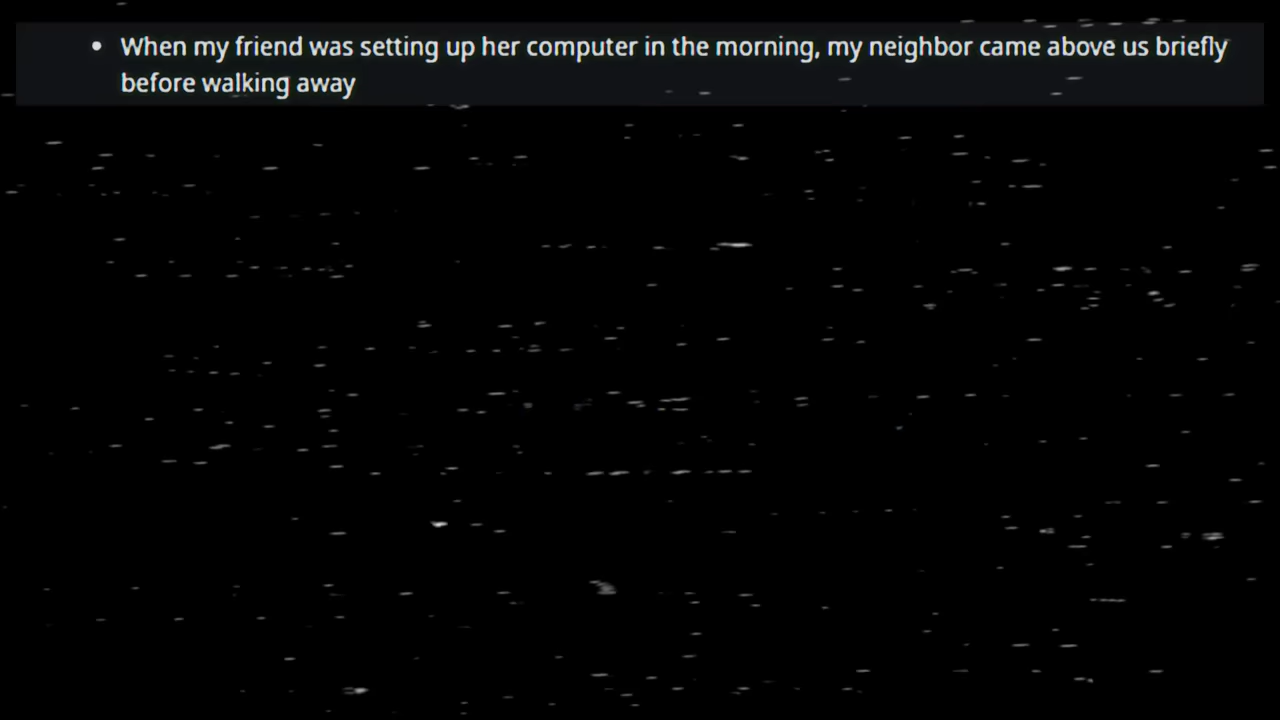 • When my friend was setting up her computer in the morning, my neighbor came above us briefly
before walking away